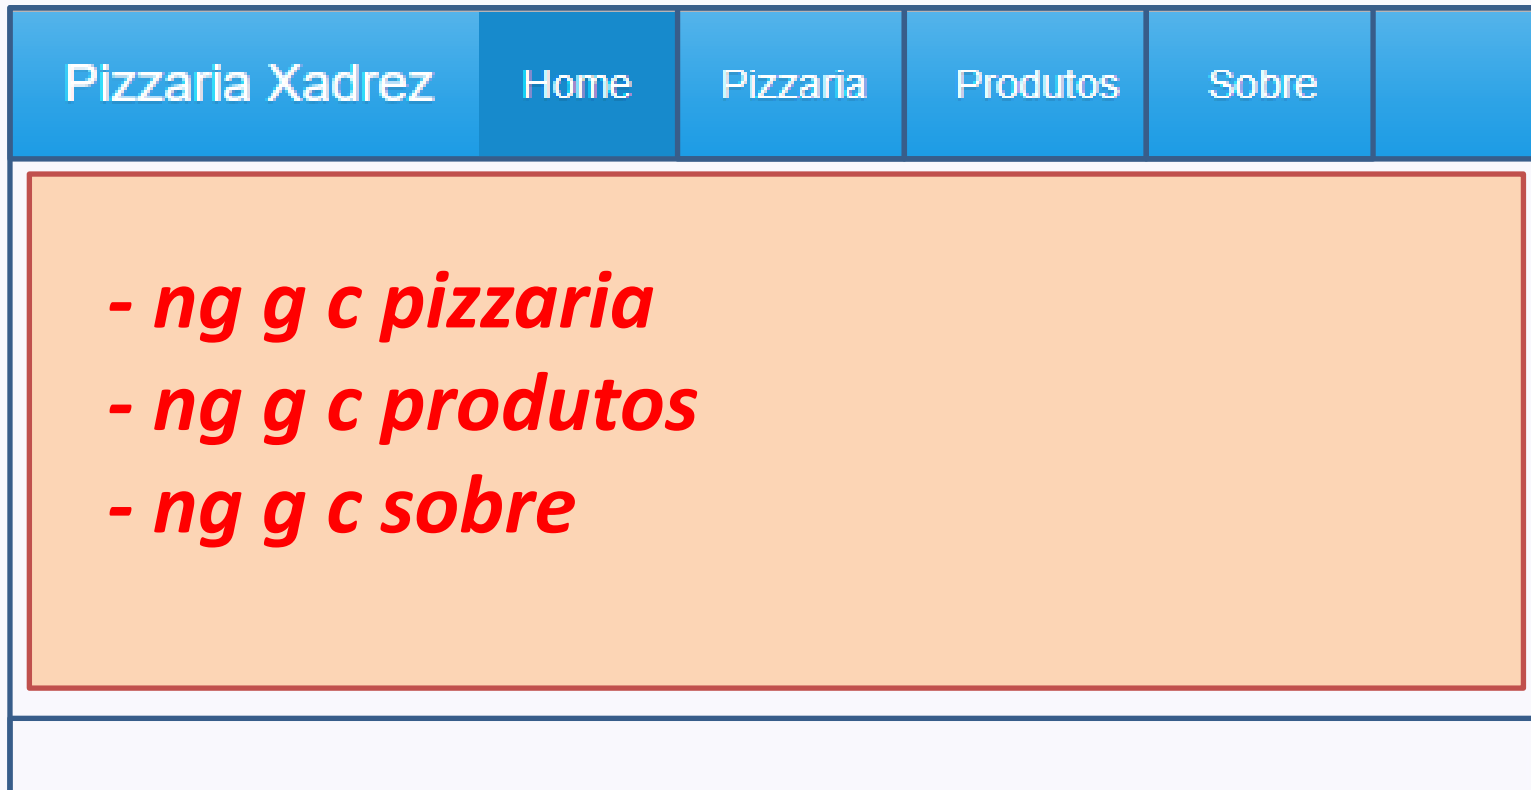 Pizzaria Xadrez Home Pizzaria Produtos Sobre
- ng g c pizzaria
- ng g c produtos
- ng g c sobre